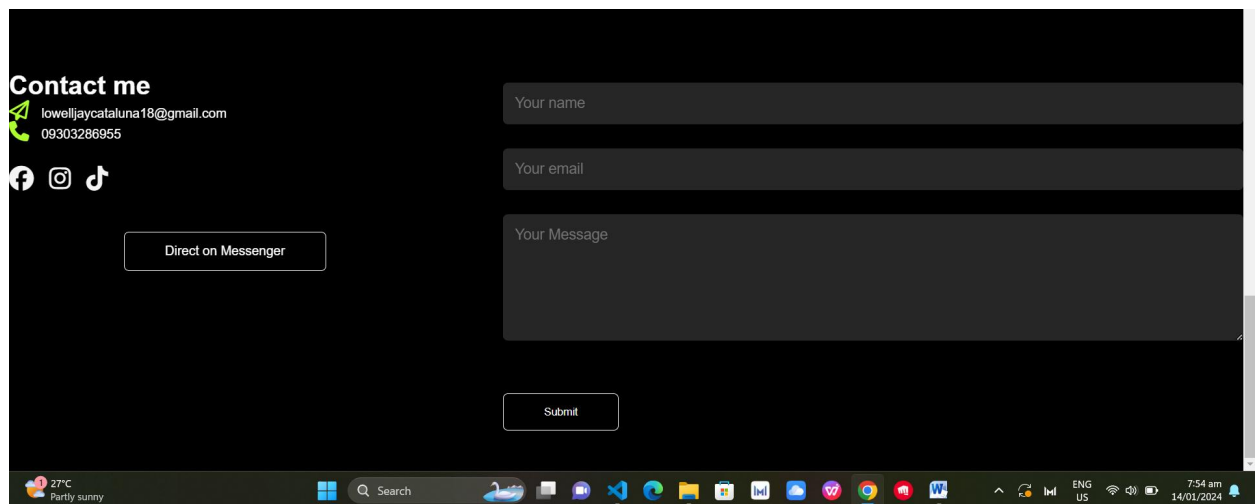 Contact me
lowelljaycataluna18@gmail.com
09303286955
Direct on Messenger
Your name
Your email
Your Message
Submit
1
27°C
Partly sunny
Search
ENG
US
7:54 am
14/01/2024